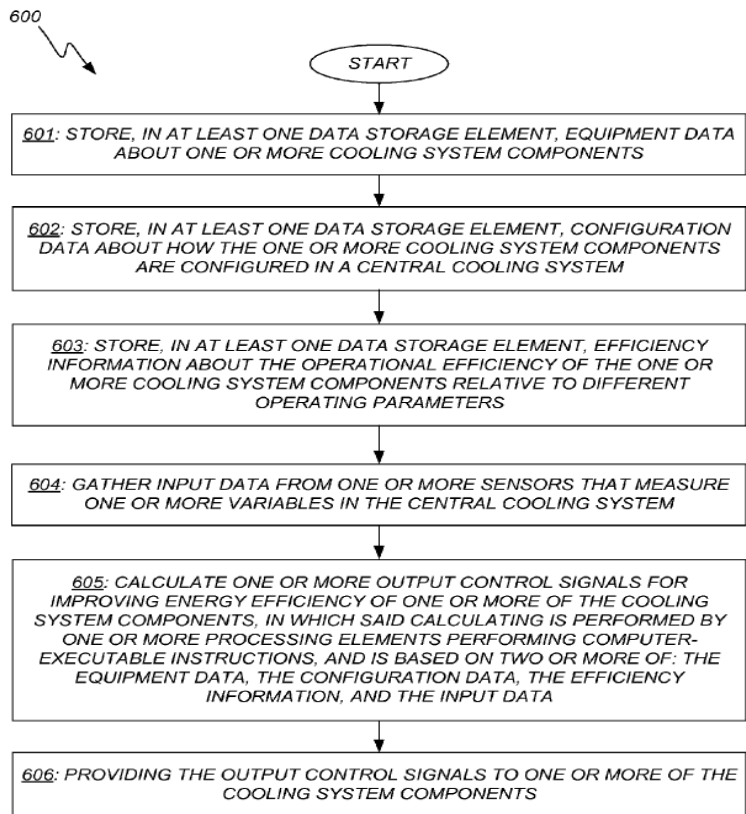 600
START
601: STORE, IN AT LEAST ONE DATA STORAGE ELEMENT, EQUIPMENT DATA
ABOUT ONE OR MORE COOLING SYSTEM COMPONENTS
602: STORE, IN AT LEAST ONE DATA STORAGE ELEMENT, CONFIGURATION
DATA ABOUT HOW THE ONE OR MORE COOLING SYSTEM COMPONENTS
ARE CONFIGURED IN A CENTRAL COOLING SYSTEM
603: STORE, IN AT LEAST ONE DATA STORAGE ELEMENT, EFFICIENCY
INFORMATION ABOUT THE OPERATIONAL EFFICIENCY OF THE ONE OR
MORE COOLING SYSTEM COMPONENTS RELATIVE TO DIFFERENT
OPERATING PARAMETERS
604: GATHER INPUT DATA FROM ONE OR MORE SENSORS THAT MEASURE
ONE OR MORE VARIABLES IN THE CENTRAL COOLING SYSTEM
605: CALCULATE ONE OR MORE OUTPUT CONTROL SIGNALS FOR
IMPROVING ENERGY EFFICIENCY OF ONE OR MORE OF THE COOLING
SYSTEM COMPONENTS, IN WHICH SAID CALCULATING IS PERFORMED BY
ONE OR MORE PROCESSING ELEMENTS PERFORMING COMPUTER-
EXECUTABLE INSTRUCTIONS, AND IS BASED ON TWO OR MORE OF: THE
EQUIPMENT DATA, THE CONFIGURATION DATA, THE EFFICIENCY
INFORMATION, AND THE INPUT DATA
606: PROVIDING THE OUTPUT CONTROL SIGNALS TO ONE OR MORE OF THE
COOLING SYSTEM COMPONENTS